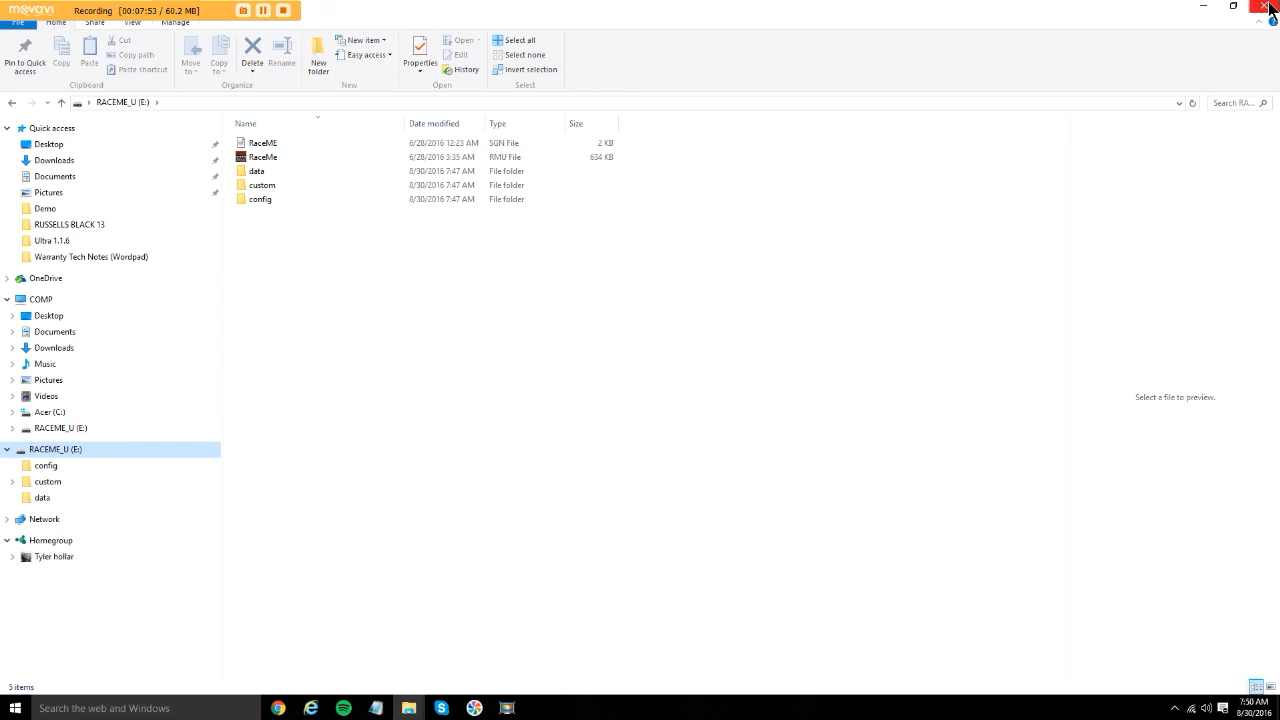 movavi Recording [00:07:53 / 60.2 MB]
File Home Share View Manage
Pin to Quick access
Copy
Paste
Cut
Copy path
Paste shortcut
Clipboard
Move to
Copy to
Delete
Rename
Organize
New folder
New item
Easy access
New
Properties
Open
Edit
History
Open
Select all
Select none
Invert selection
Select
RACEME_U (E:)
Search RA...
Name Date modified Type Size
RaceME 6/28/2016 12:23 AM SGN File 2 KB
RaceMe 6/28/2016 3:35 AM RMU File 634 KB
data 8/30/2016 7:47 AM File folder
custom 8/30/2016 7:47 AM File folder
config 8/30/2016 7:47 AM File folder
Quick access
Desktop
Downloads
Documents
Pictures
Demo
RUSSELLS BLACK 13
Ultra 1.1.6
Warranty Tech Notes (Wordpad)
OneDrive
COMP
Desktop
Documents
Downloads
Music
Pictures
Videos
Acer (C:)
RACEME_U (E:)
RACEME_U (E:)
config
custom
data
Network
Homegroup
Tyler hollar
Select a file to preview.
5 items
Search the web and Windows
7:50 AM
8/30/2016